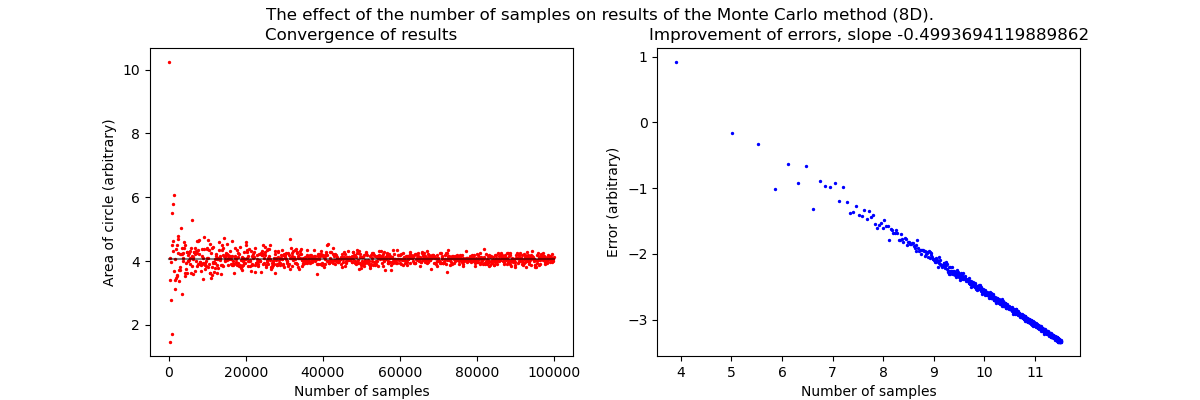 The effect of the number of samples on results of the Monte Carlo method (8D).
Convergence of results
Area of circle (arbitrary)
10
8
6
4
2
0 20000 40000 60000 80000 100000
Number of samples
Improvement of errors, slope -0.4993694119889862
Error (arbitrary)
1
0
−1
−2
−3
4 5 6 7 8 9 10 11
Number of samples